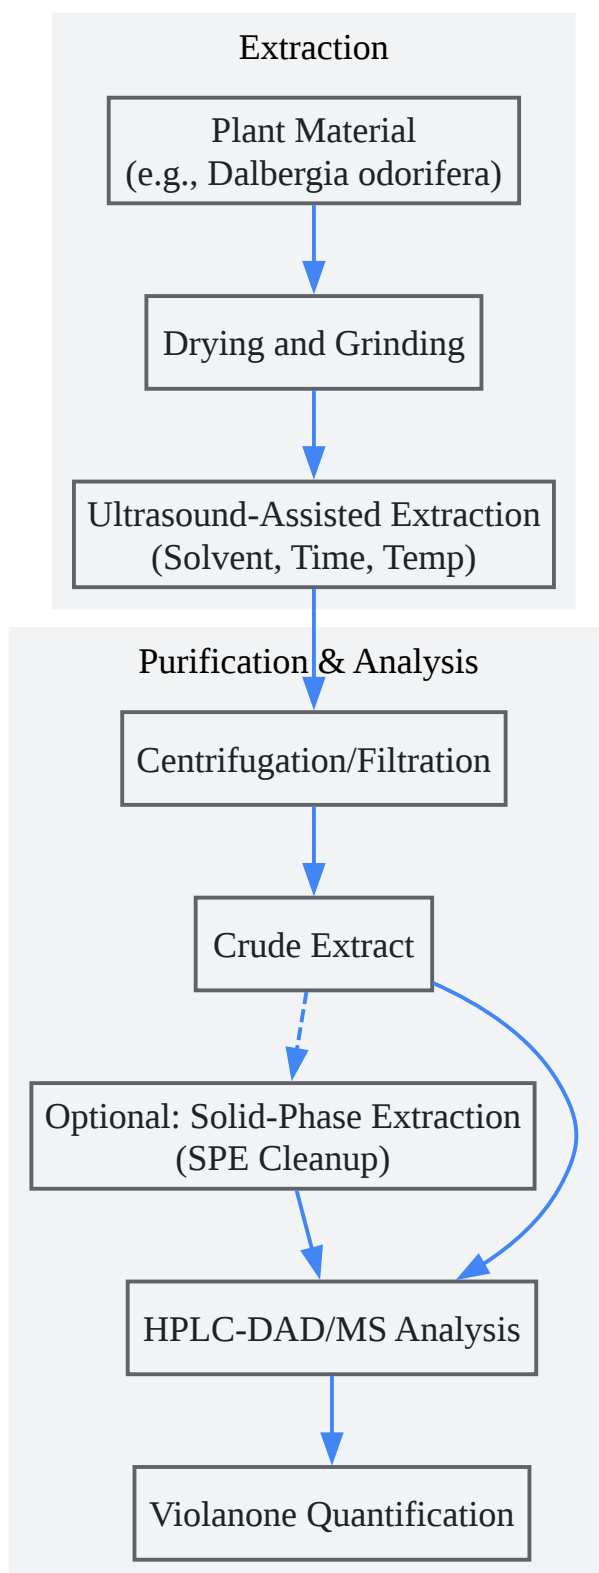 Extraction
Plant Material
(e.g., Dalbergia odorifera)
Drying and Grinding
Ultrasound-Assisted Extraction
(Solvent, Time, Temp)
Purification & Analysis
Centrifugation/Filtration
Crude Extract
Optional: Solid-Phase Extraction
(SPE Cleanup)
HPLC-DAD/MS Analysis
Violanone Quantification